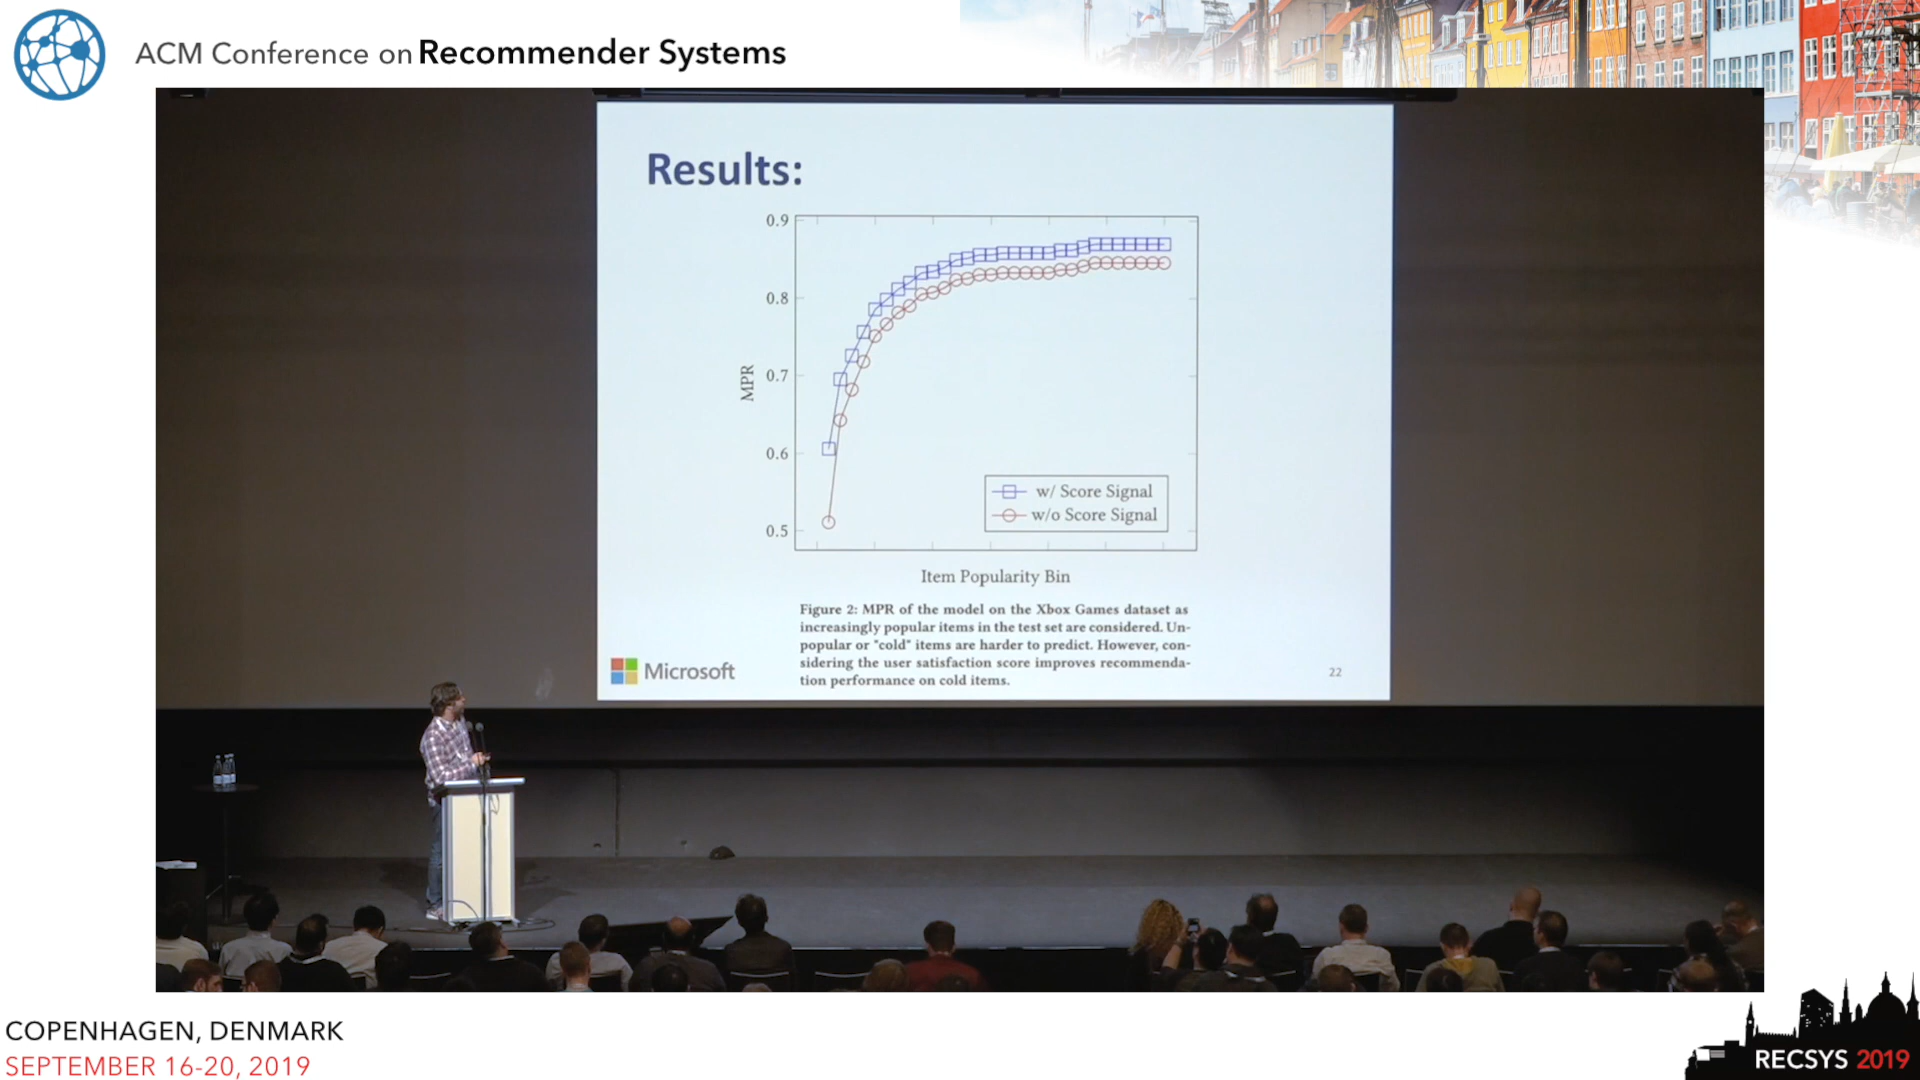 ACM Conference on Recommender Systems
Results:
0.9
0.8
0.7
0.6
0.5
MPR
w/ Score Signal
w/o Score Signal
Item Popularity Bin
Figure 2: MPR of the model on the Xbox Games dataset as
increasingly popular items in the test set are considered. Un-
popular or "cold" items are harder to predict. However, con-
sidering the user satisfaction score improves recommenda-
tion performance on cold items.
Microsoft
22
COPENHAGEN, DENMARK
SEPTEMBER 16-20, 2019
RECSYS 2019